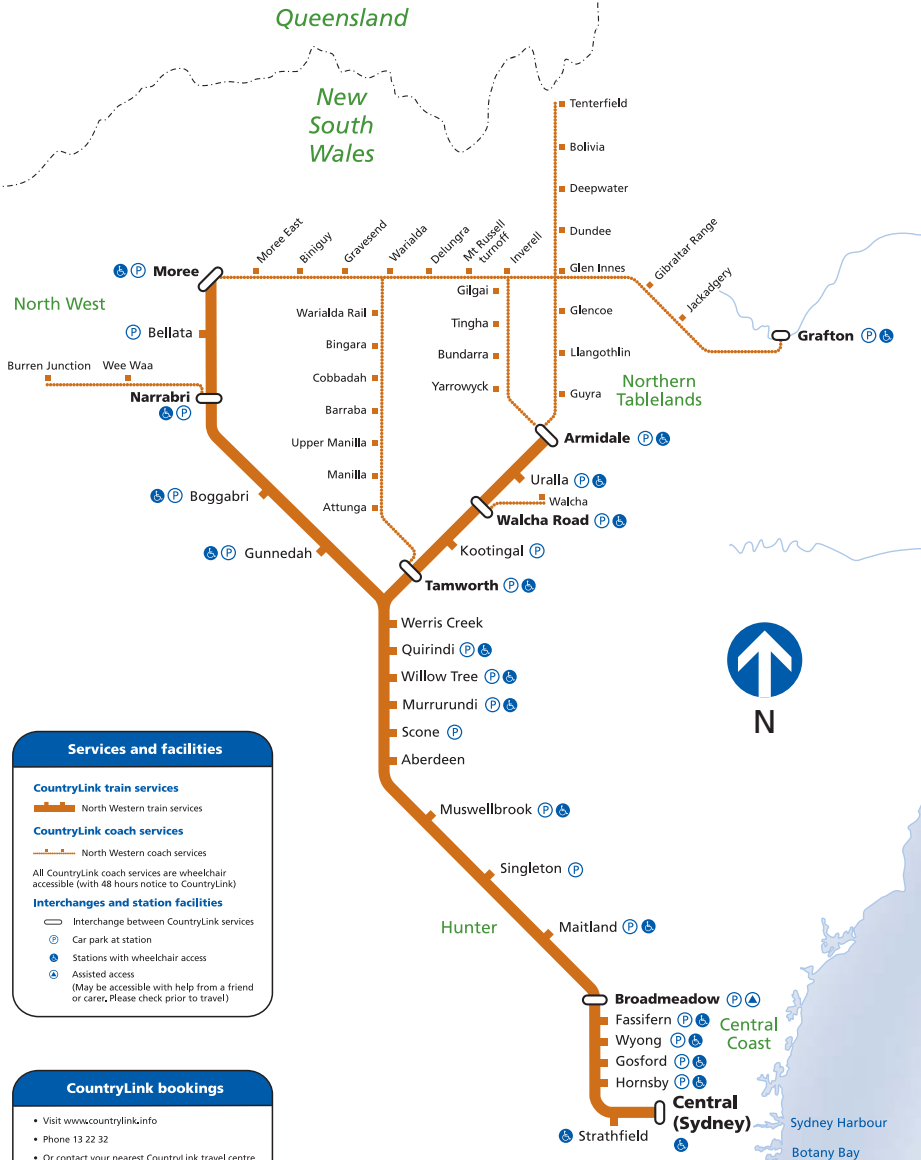 Queensland
New
South
Wales
Tenterfield
Bolivia
Deepwater
Dundee
Glen Innes
Moree East
Biniguy
Gravesend
Warialda
Delungra
Mt Russell
turnoff
Inverell
Gibraltar Range
Jackadgery
P Moree
North West
P Bellata
Burren Junction
Wee Waa
Narrabri
P
Warialda Rail
Bingara
Cobbadah
Barraba
Upper Manilla
Manilla
Attunga
Gilgai
Tingha
Bundarra
Yarrowyck
Glencoe
Llangothlin
Guyra
Northern
Tablelands
Grafton P
Armidale P
Uralla P
Walcha
Walcha Road P
Kootingal P
Tamworth P
P Boggabri
P Gunnedah
Werris Creek
Quirindi P
Willow Tree P
Murrurundi P
Scone P
Aberdeen
N
Muswellbrook P
Singleton P
Hunter
Maitland P
Broadmeadow P
Fassifern P
Wyong P
Gosford P
Hornsby P
Central
Coast
Central
(Sydney)
Strathfield
Sydney Harbour
Botany Bay
Services and facilities
CountryLink train services
North Western train services
CountryLink coach services
North Western coach services
All CountryLink coach services are wheelchair
accessible (with 48 hours notice to CountryLink)
Interchanges and station facilities
Interchange between CountryLink services
P Car park at station
Stations with wheelchair access
Assisted access
(May be accessible with help from a friend
or carer. Please check prior to travel)
CountryLink bookings
• Visit www.countrylink.info
• Phone 13 22 32
• Or contact your nearest CountryLink travel centre